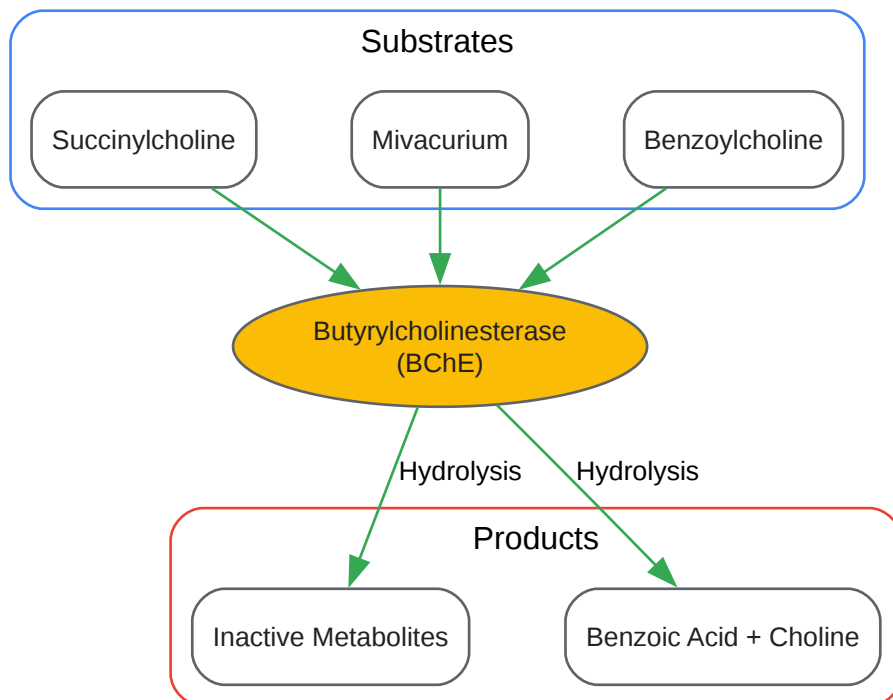 Substrates
Succinylcholine
Mivacurium
Benzoylcholine
Butyrylcholinesterase
(BChE)
Hydrolysis
Hydrolysis
Products
Inactive Metabolites
Benzoic Acid + Choline